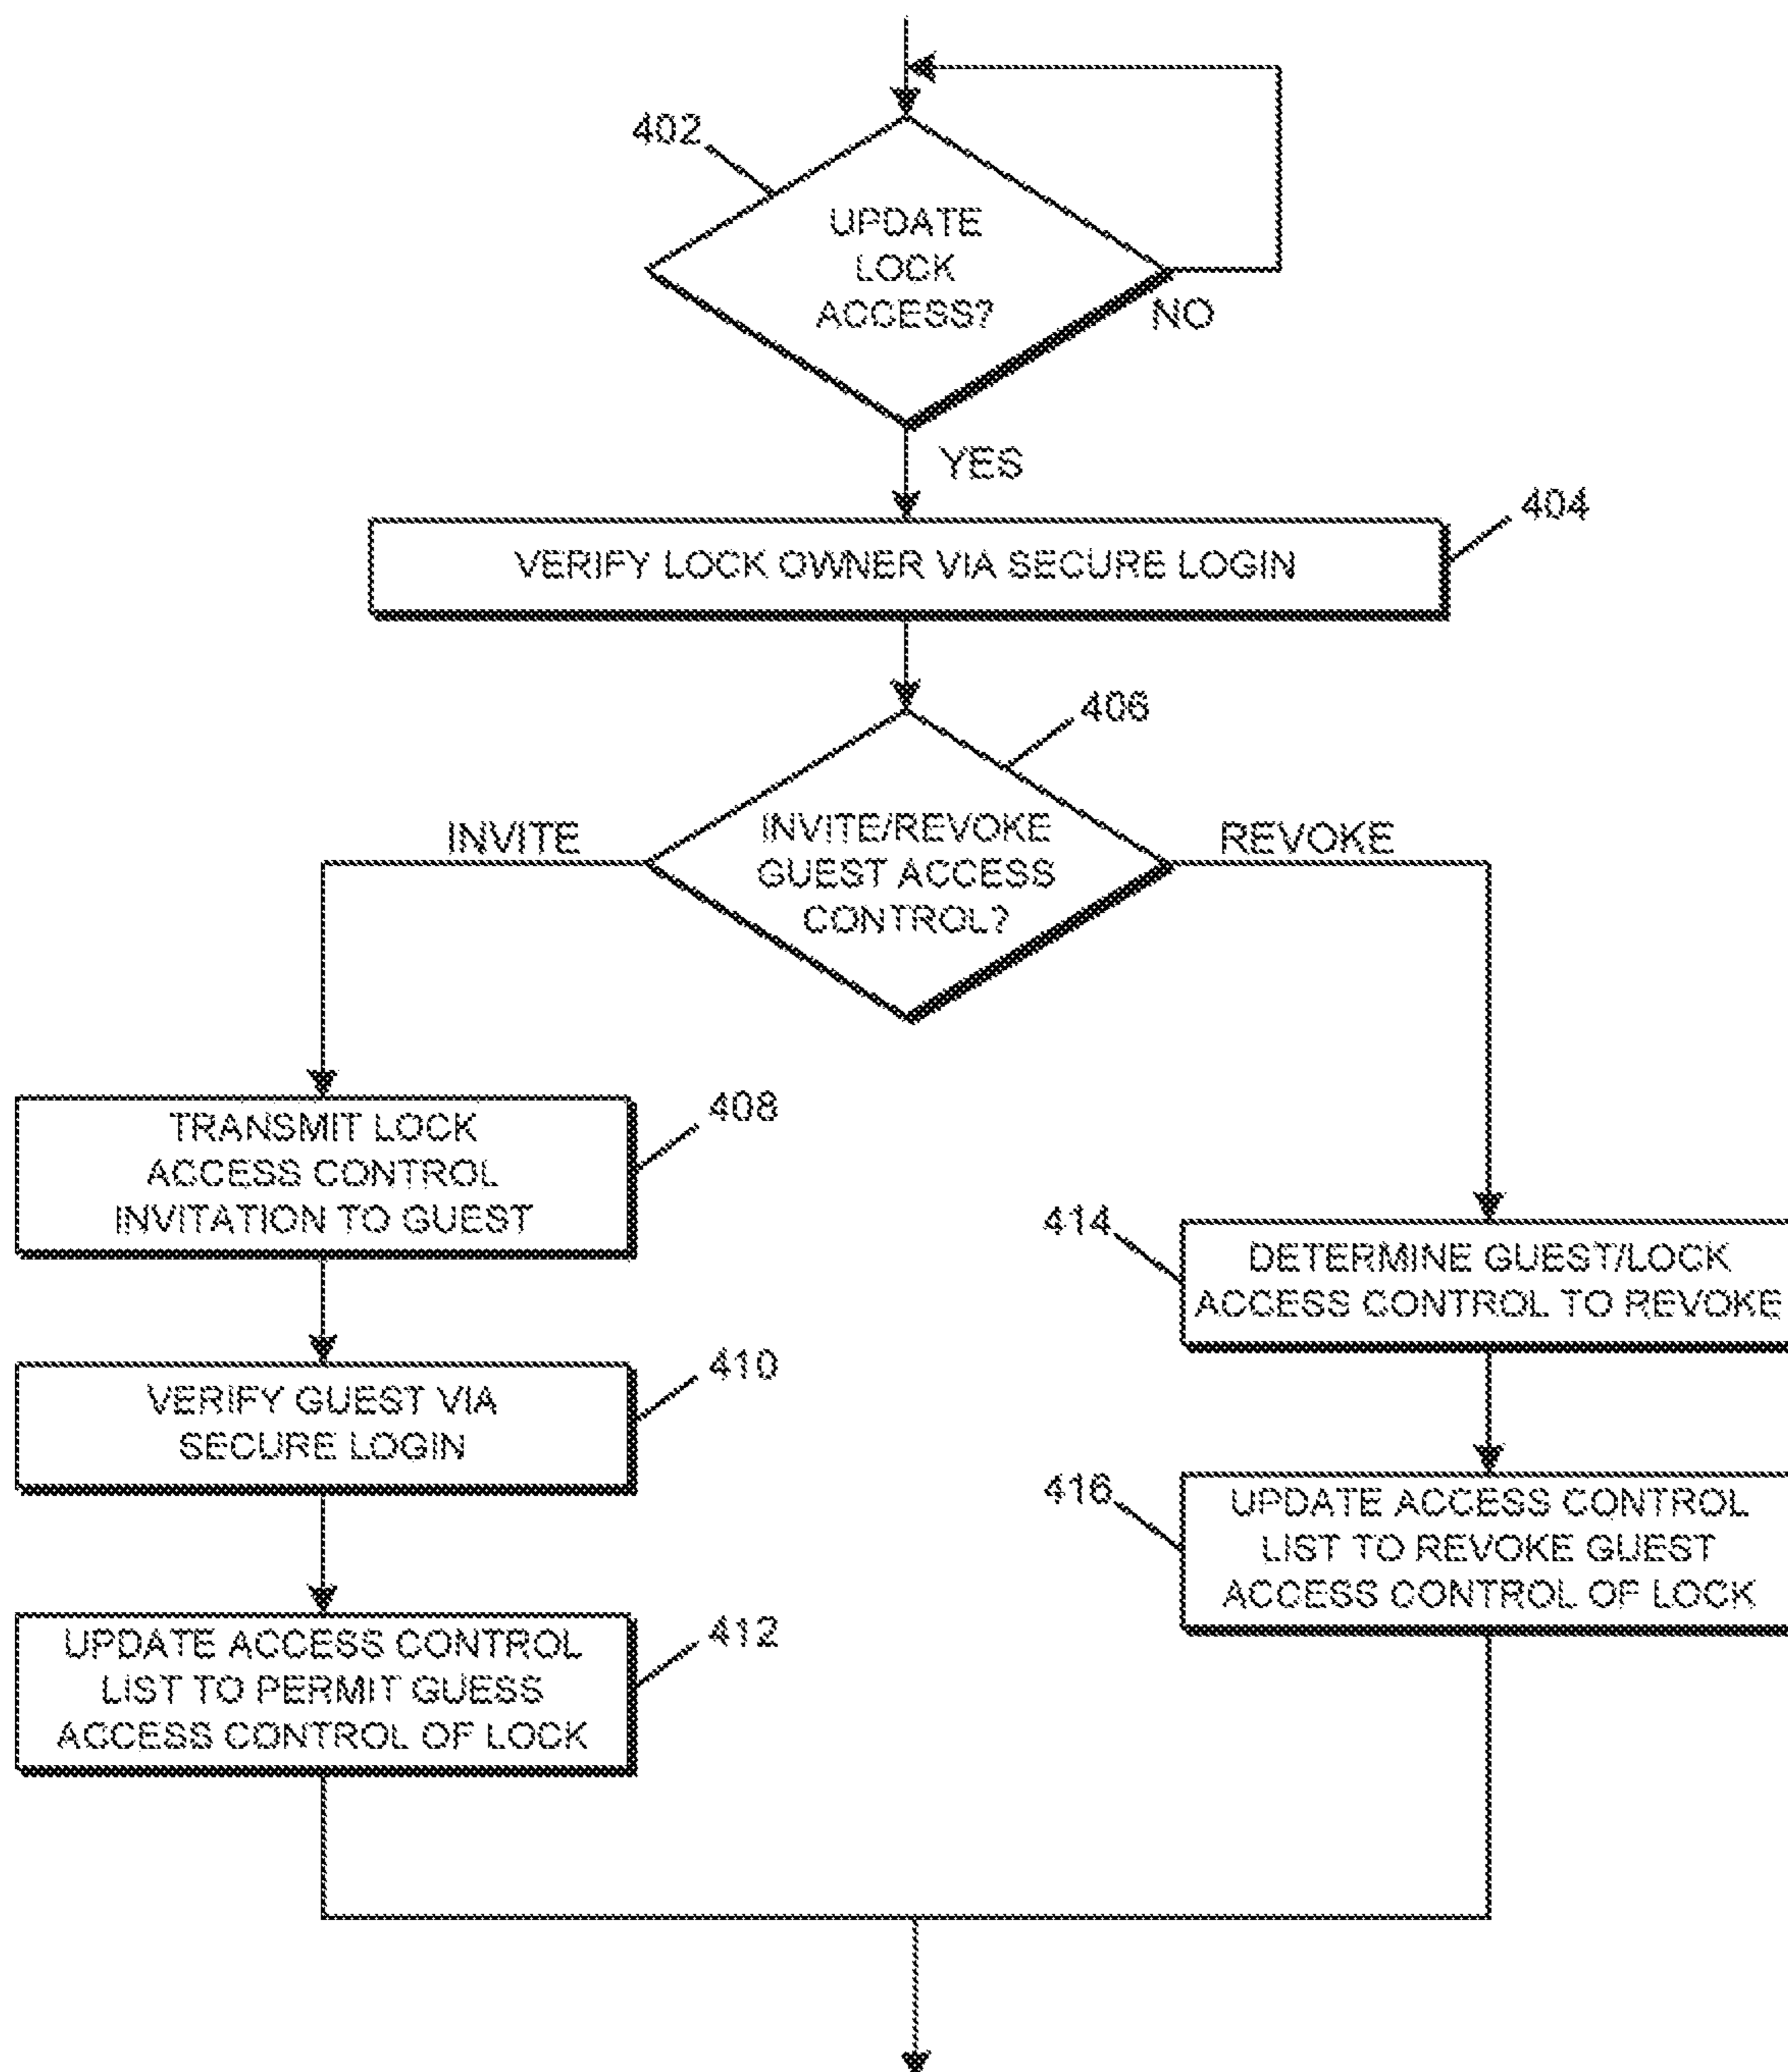 402
UPDATE
LOCK
ACCESS?
NO
YES
404
VERIFY LOCK OWNER VIA SECURE LOGIN
406
INVITE
INVITE/REVOKE
GUEST ACCESS
CONTROL?
REVOKE
TRANSMIT LOCK
ACCESS CONTROL
INVITATION TO GUEST
408
VERIFY GUEST VIA
SECURE LOGIN
410
UPDATE ACCESS CONTROL
LIST TO PERMIT GUESS
ACCESS CONTROL OF LOCK
412
414
DETERMINE GUEST/LOCK
ACCESS CONTROL TO REVOKE
416
UPDATE ACCESS CONTROL
LIST TO REVOKE GUEST
ACCESS CONTROL OF LOCK